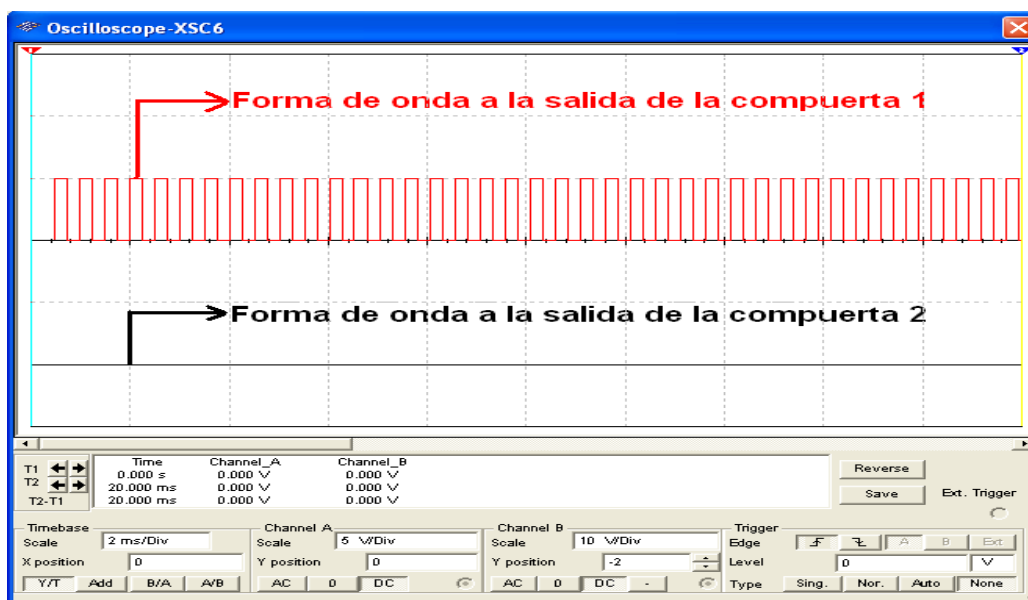 Oscilloscope-XSC6
Forma de onda a la salida de la compuerta 1
Forma de onda a la salida de la compuerta 2
Time Channel_A Channel_B
T1 0.000 s 0.000 V 0.000 V
T2 20.000 ms 0.000 V 0.000 V
T2-T1 20.000 ms 0.000 V 0.000 V
Reverse
Save
Ext. Trigger
Timebase
Scale 2 ms/Div
X position 0
Y/T Add B/A A/B
Channel A
Scale 5 V/Div
Y position 0
AC 0 DC
Channel B
Scale 10 V/Div
Y position -2
AC 0 DC -
Trigger
Edge A B Ext
Level 0 V
Type Sing. Nor. Auto None